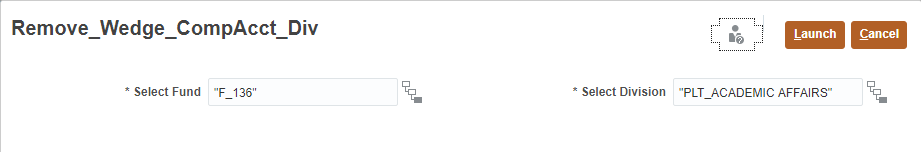 Remove_Wedge_CompAcct_Div
Launch Cancel
* Select Fund "F_136" * Select Division "PLT_ACADEMIC AFFAIRS"